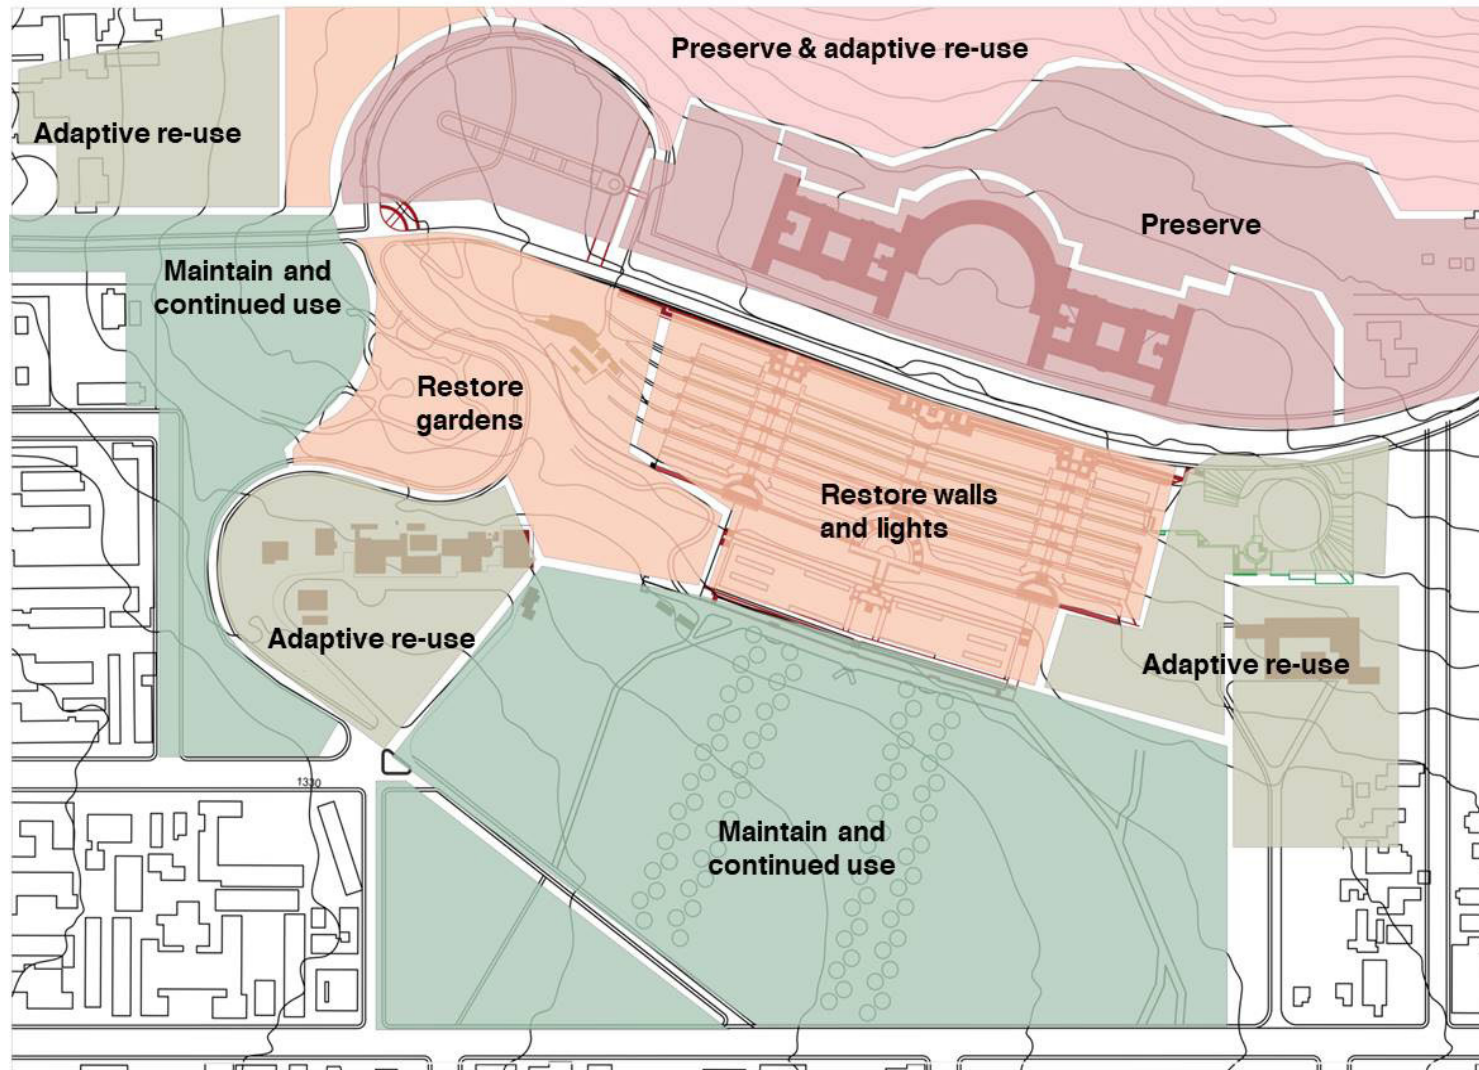 Preserve & adaptive re-use
Adaptive re-use
Preserve
Maintain and
continued use
Restore
gardens
Restore walls
and lights
Adaptive re-use
Adaptive re-use
1330
Maintain and
continued use